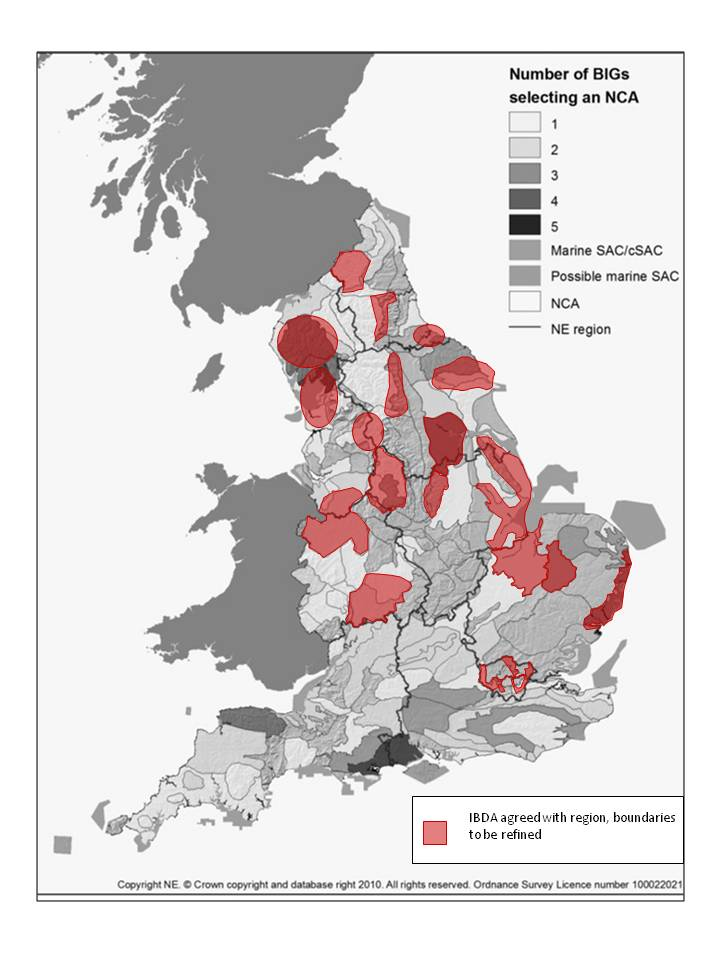 Number of BIGs
selecting an NCA
1
2
3
4
5
Marine SAC/cSAC
Possible marine SAC
NCA
NE region
IBDA agreed with region, boundaries
to be refined
Copyright NE. © Crown copyright and database right 2010. All rights reserved. Ordnance Survey Licence number 100022021